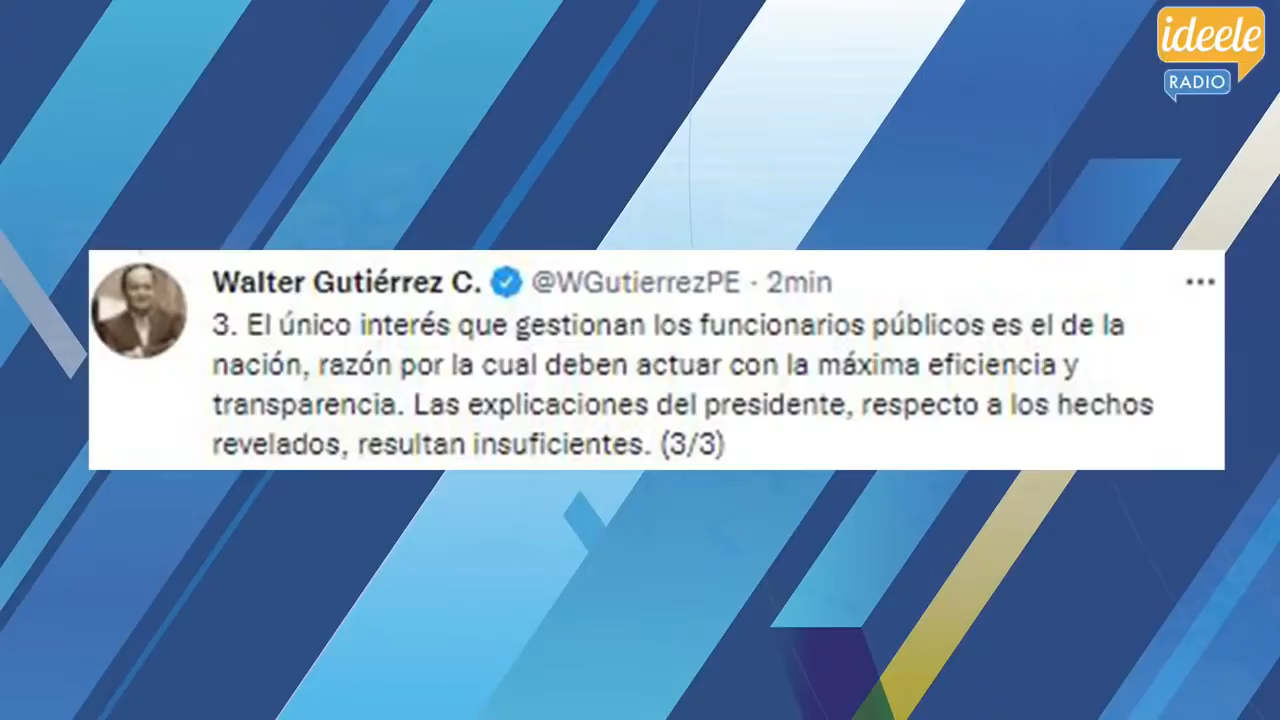 ideele
RADIO
Walter Gutiérrez C. @WGutierrezPE · 2min
3. El único interés que gestionan los funcionarios públicos es el de la
nación, razón por la cual deben actuar con la máxima eficiencia y
transparencia. Las explicaciones del presidente, respecto a los hechos
revelados, resultan insuficientes. (3/3)